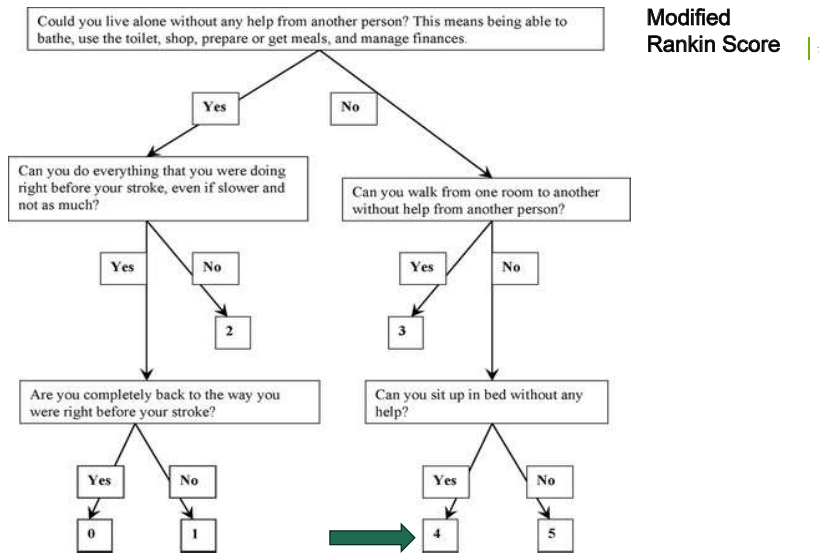 Could you live alone without any help from another person? This means being able to
bathe, use the toilet, shop, prepare or get meals, and manage finances.
Modified
Rankin Score
Yes
No
Can you do everything that you were doing
right before your stroke, even if slower and
not as much?
Can you walk from one room to another
without help from another person?
Yes
No
Yes
No
2
3
Are you completely back to the way you
were right before your stroke?
Can you sit up in bed without any
help?
Yes
No
Yes
No
0
1
4
5